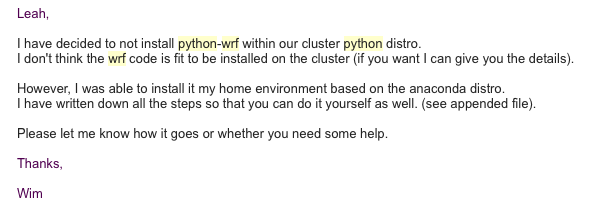 Leah,
I have decided to not install python-wrf within our cluster python distro.
I don't think the wrf code is fit to be installed on the cluster (if you want I can give you the details).
However, I was able to install it my home environment based on the anaconda distro.
I have written down all the steps so that you can do it yourself as well. (see appended file).
Please let me know how it goes or whether you need some help.
Thanks,
Wim